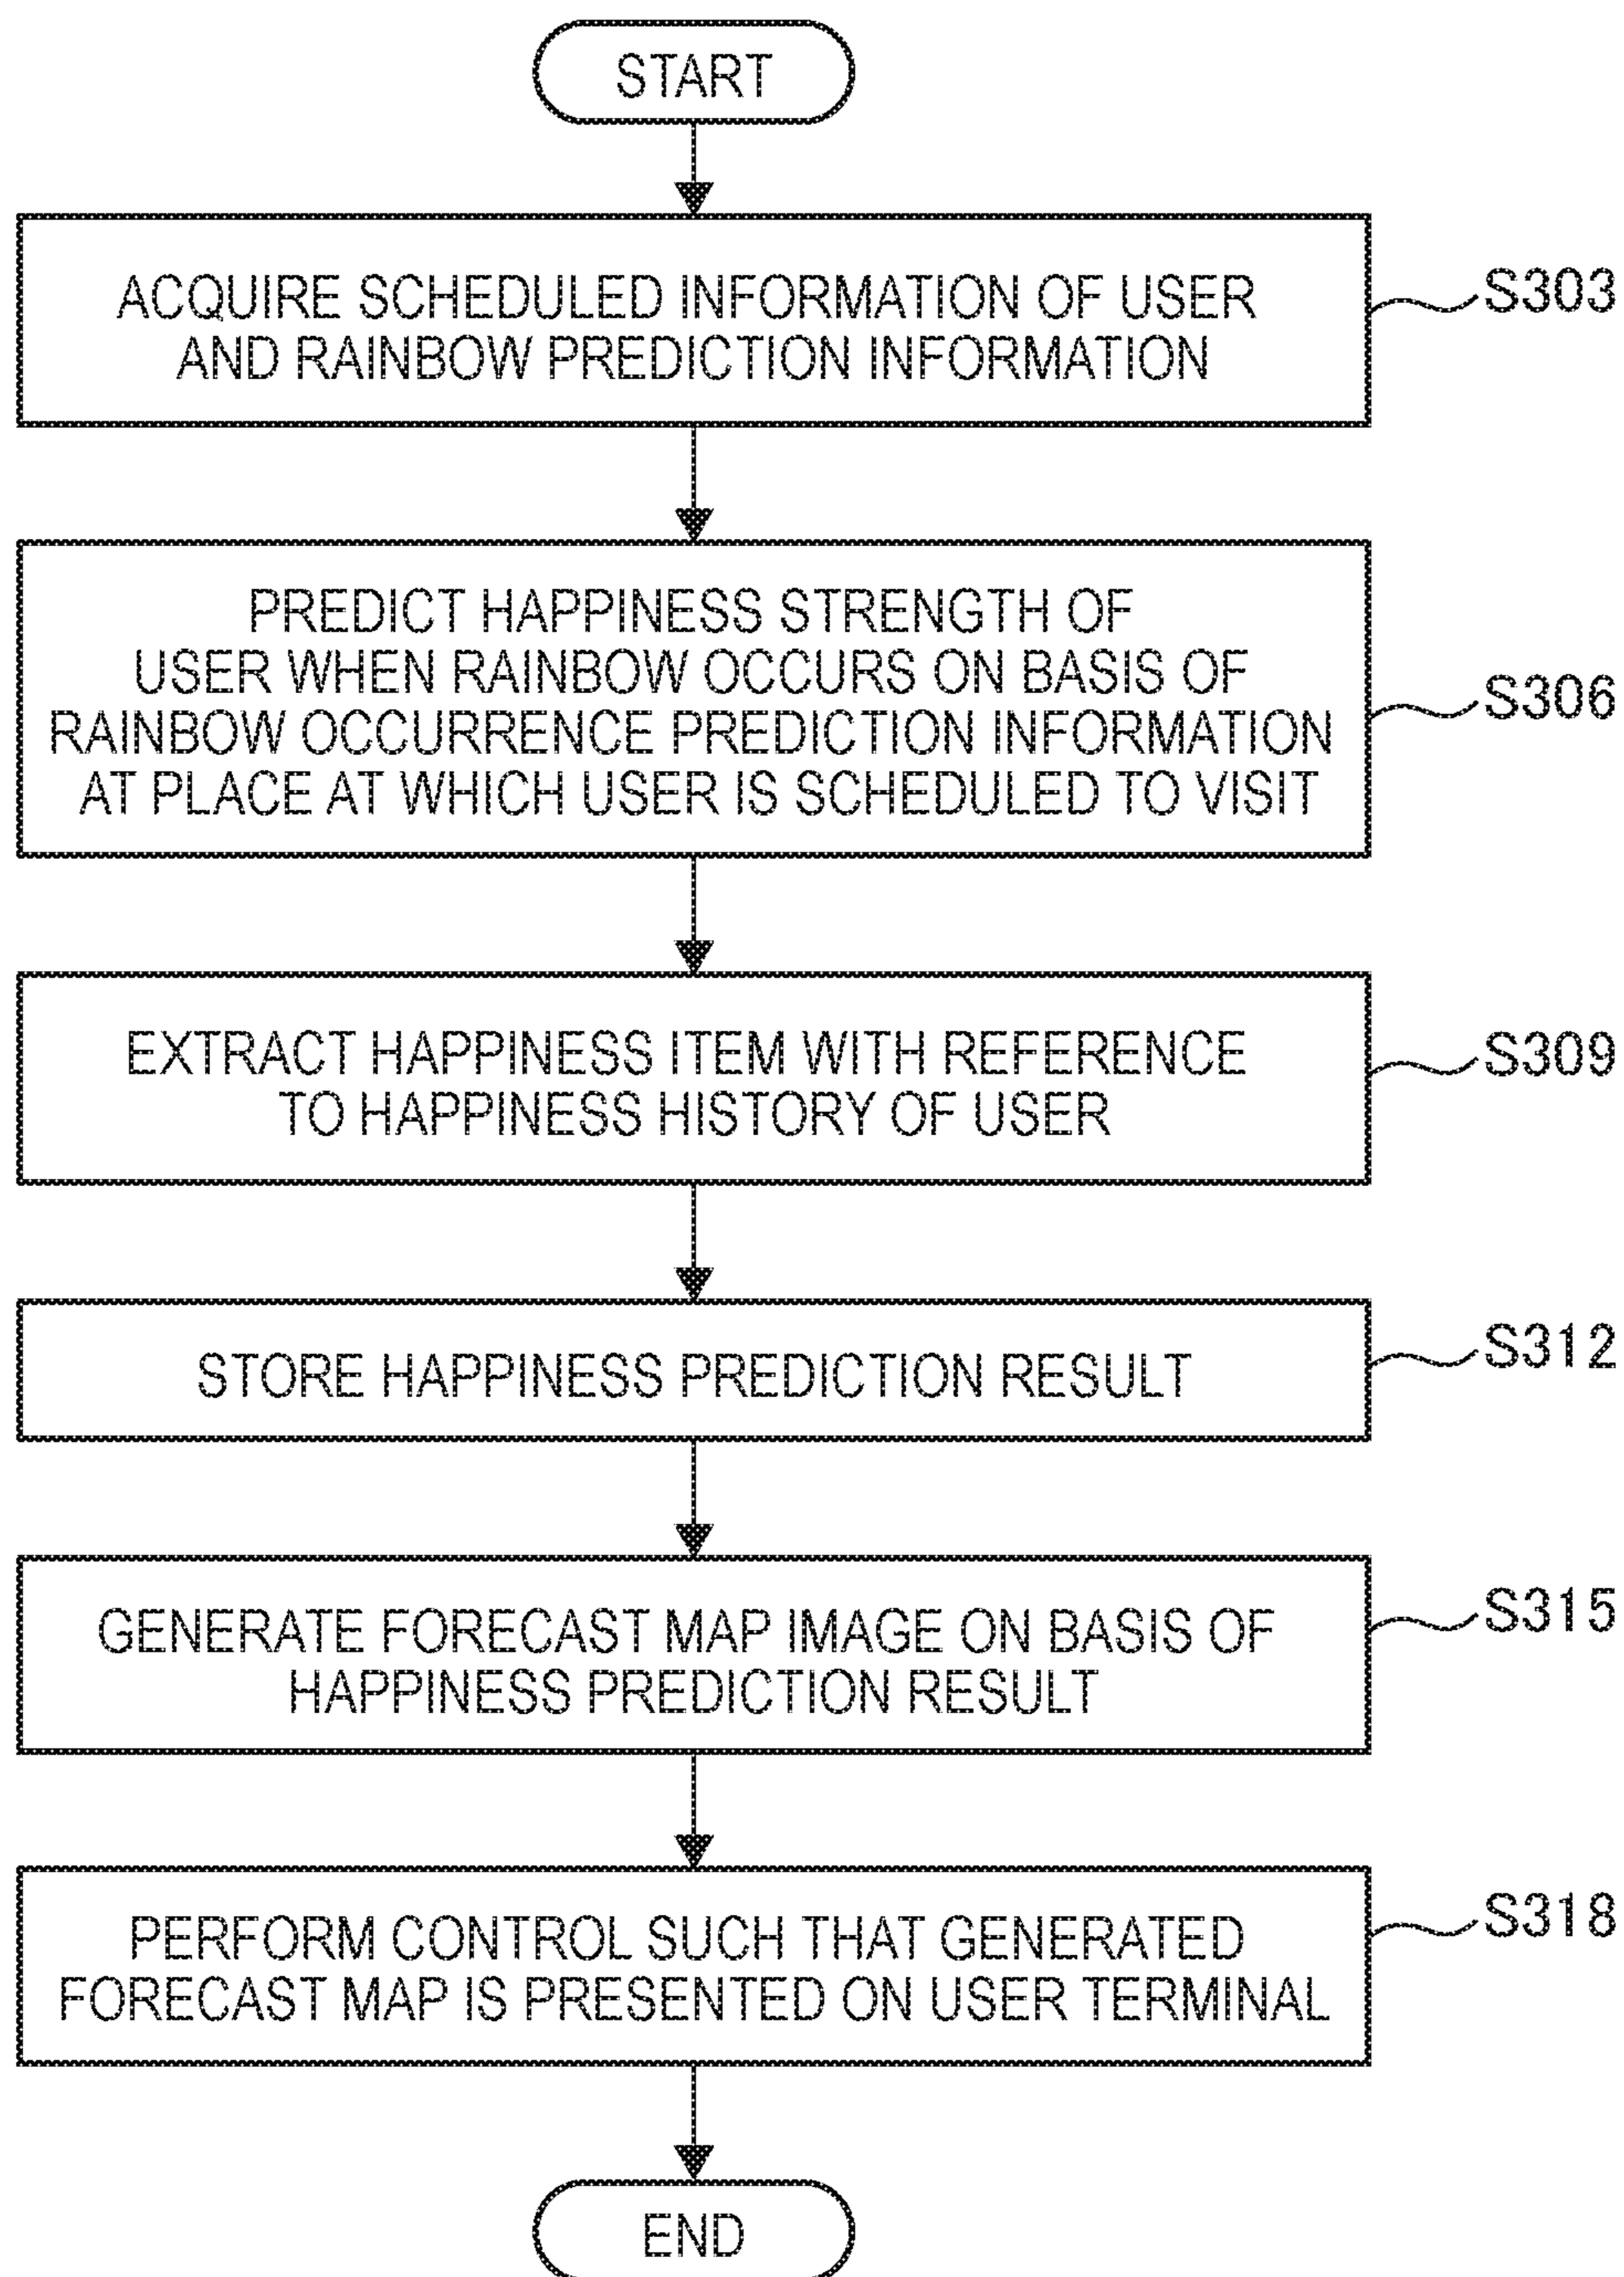 START
ACQUIRE SCHEDULED INFORMATION OF USER
AND RAINBOW PREDICTION INFORMATION
S303
PREDICT HAPPINESS STRENGTH OF
USER WHEN RAINBOW OCCURS ON BASIS OF
RAINBOW OCCURRENCE PREDICTION INFORMATION
AT PLACE AT WHICH USER IS SCHEDULED TO VISIT
S306
EXTRACT HAPPINESS ITEM WITH REFERENCE
TO HAPPINESS HISTORY OF USER
S309
STORE HAPPINESS PREDICTION RESULT
S312
GENERATE FORECAST MAP IMAGE ON BASIS OF
HAPPINESS PREDICTION RESULT
S315
PERFORM CONTROL SUCH THAT GENERATED
FORECAST MAP IS PRESENTED ON USER TERMINAL
S318
END